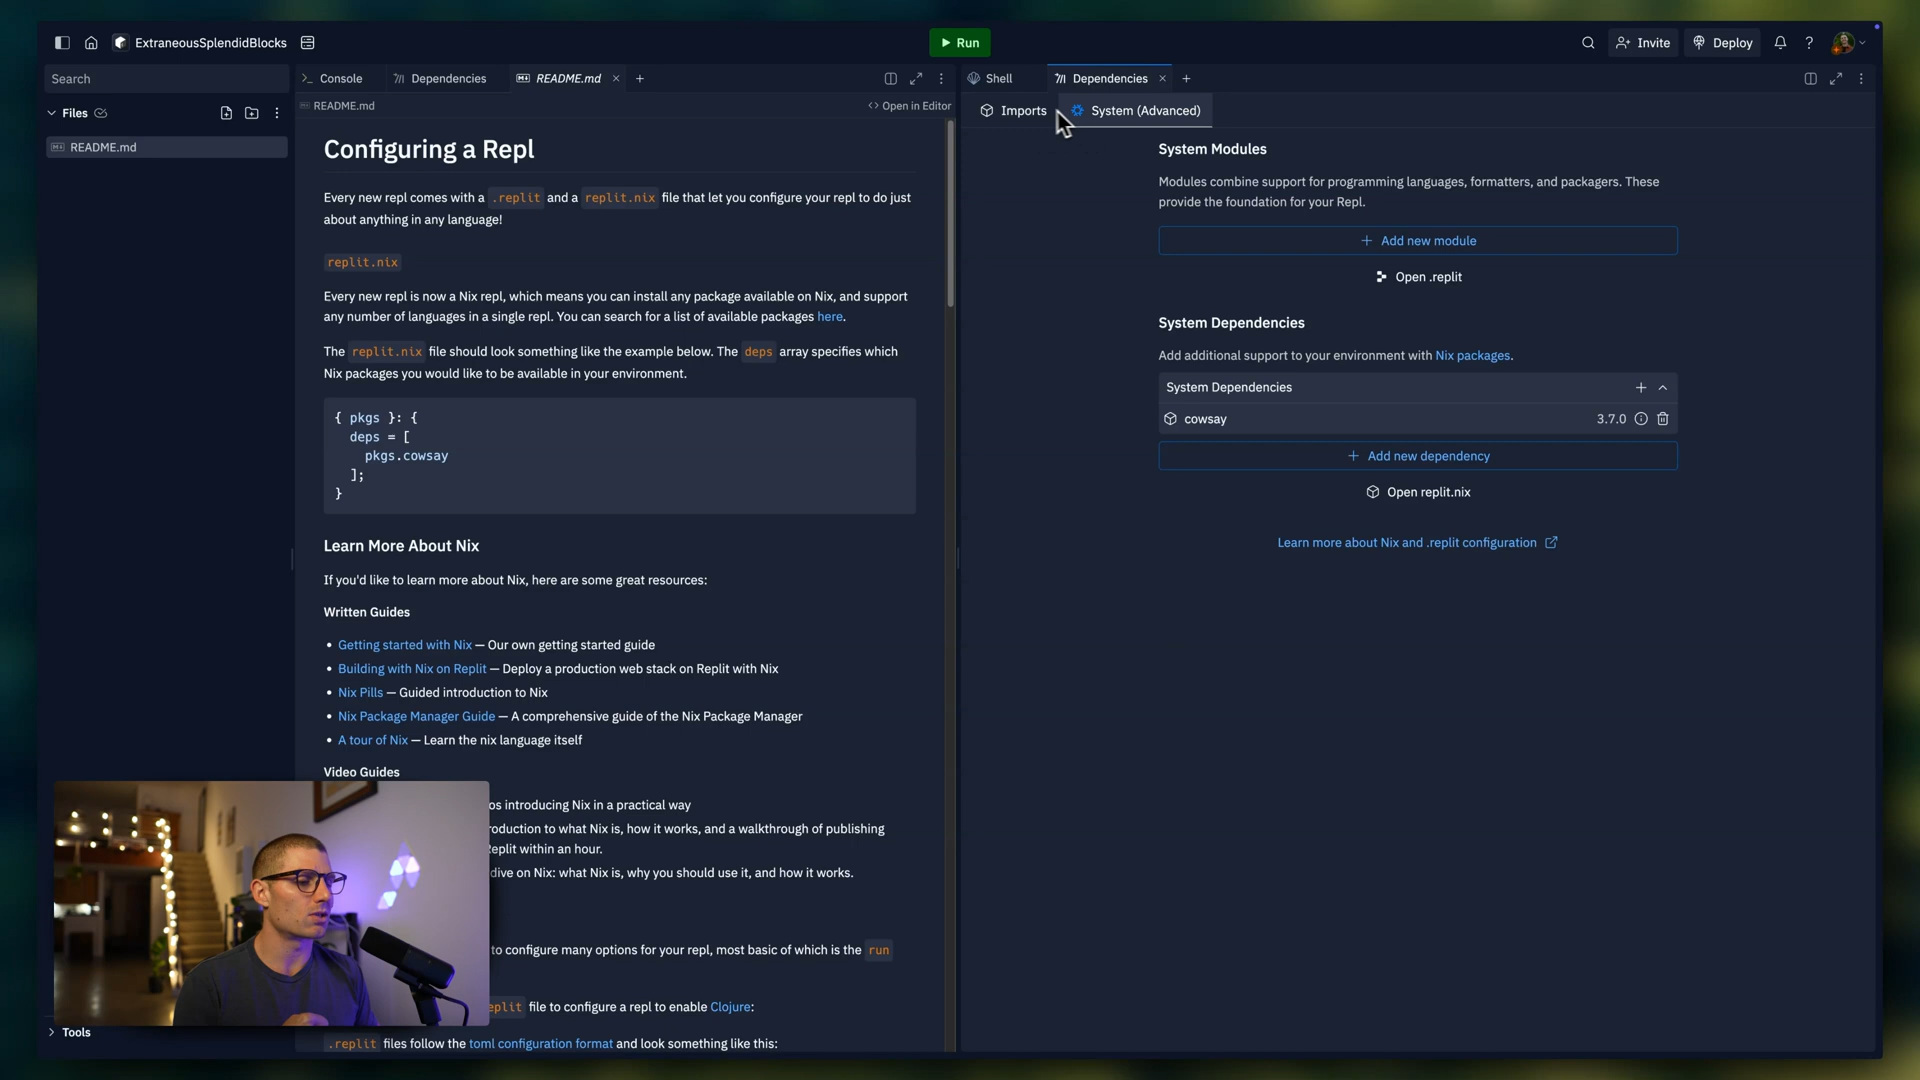 ExtraneousSplendidBlocks
Run
Invite
Deploy
Search
Files
README.md
Tools
Console
Dependencies
README.md
README.md
Open in Editor
Configuring a Repl
Every new repl comes with a .replit and a replit.nix file that let you configure your repl to do just
about anything in any language!
replit.nix
Every new repl is now a Nix repl, which means you can install any package available on Nix, and support
any number of languages in a single repl. You can search for a list of available packages here.
The replit.nix file should look something like the example below. The deps array specifies which
Nix packages you would like to be available in your environment.
{ pkgs }: {
deps = [
pkgs.cowsay
];
}
Learn More About Nix
If you'd like to learn more about Nix, here are some great resources:
Written Guides
• Getting started with Nix — Our own getting started guide
• Building with Nix on Replit — Deploy a production web stack on Replit with Nix
• Nix Pills — Guided introduction to Nix
• Nix Package Manager Guide — A comprehensive guide of the Nix Package Manager
• A tour of Nix — Learn the nix language itself
Video Guides
os introducing Nix in a practical way
roduction to what Nix is, how it works, and a walkthrough of publishing
eplit within an hour.
dive on Nix: what Nix is, why you should use it, and how it works.
to configure many options for your repl, most basic of which is the run
eplit file to configure a repl to enable Clojure:
.replit files follow the toml configuration format and look something like this:
Shell
Dependencies
Imports
System (Advanced)
System Modules
Modules combine support for programming languages, formatters, and packagers. These
provide the foundation for your Repl.
+ Add new module
Open .replit
System Dependencies
Add additional support to your environment with Nix packages.
System Dependencies
cowsay 3.7.0
+ Add new dependency
Open replit.nix
Learn more about Nix and .replit configuration